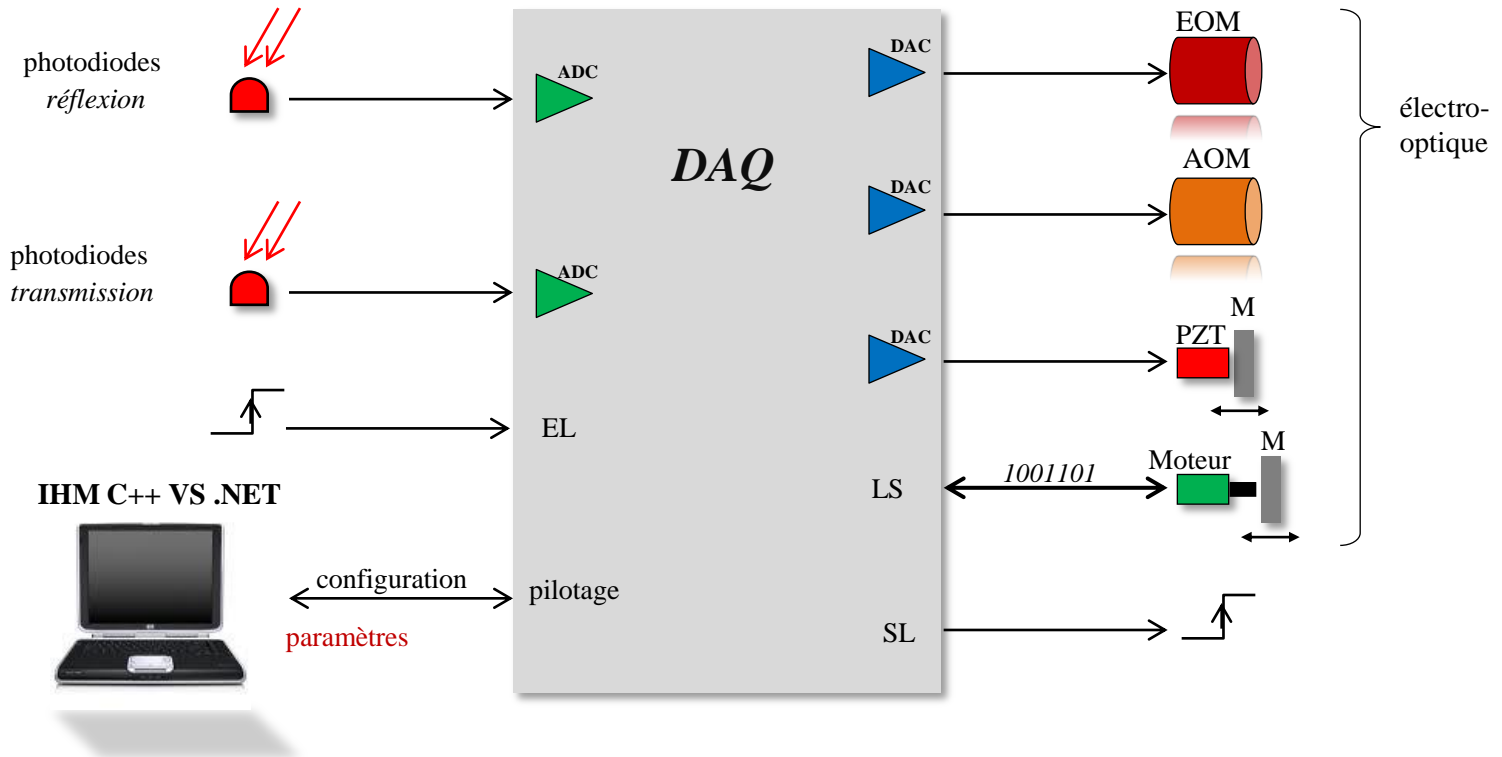 photodiodes
réflexion
ADC
DAC
EOM
électro-
optique
DAQ
DAC
AOM
photodiodes
transmission
ADC
DAC
PZT
M
EL
IHM C++ VS .NET
LS
1001101
Moteur
M
configuration
paramètres
pilotage
SL